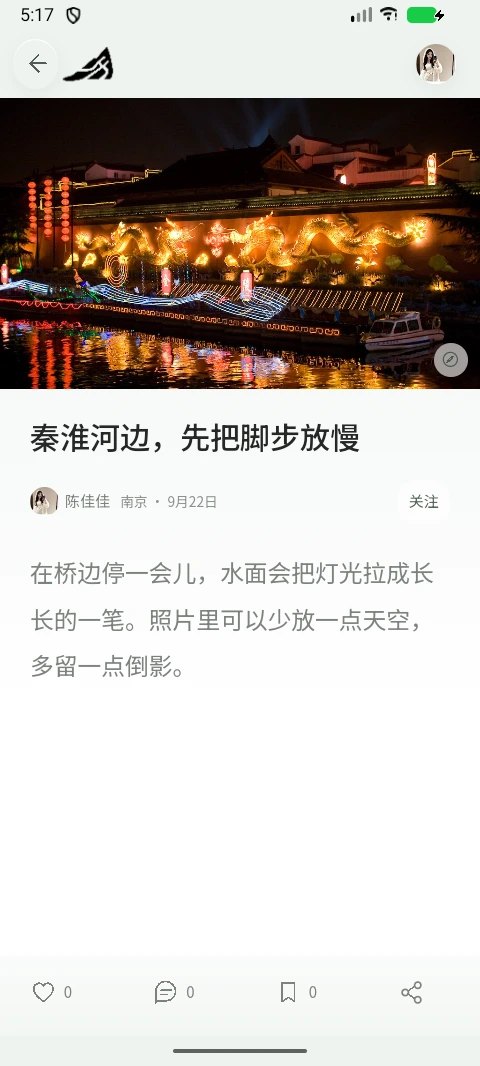 5:17
秦淮河边，先把脚步放慢
陈佳佳 南京 · 9月22日
关注
在桥边停一会儿，水面会把灯光拉成长
长的一笔。照片里可以少放一点天空，
多留一点倒影。
0 0 0